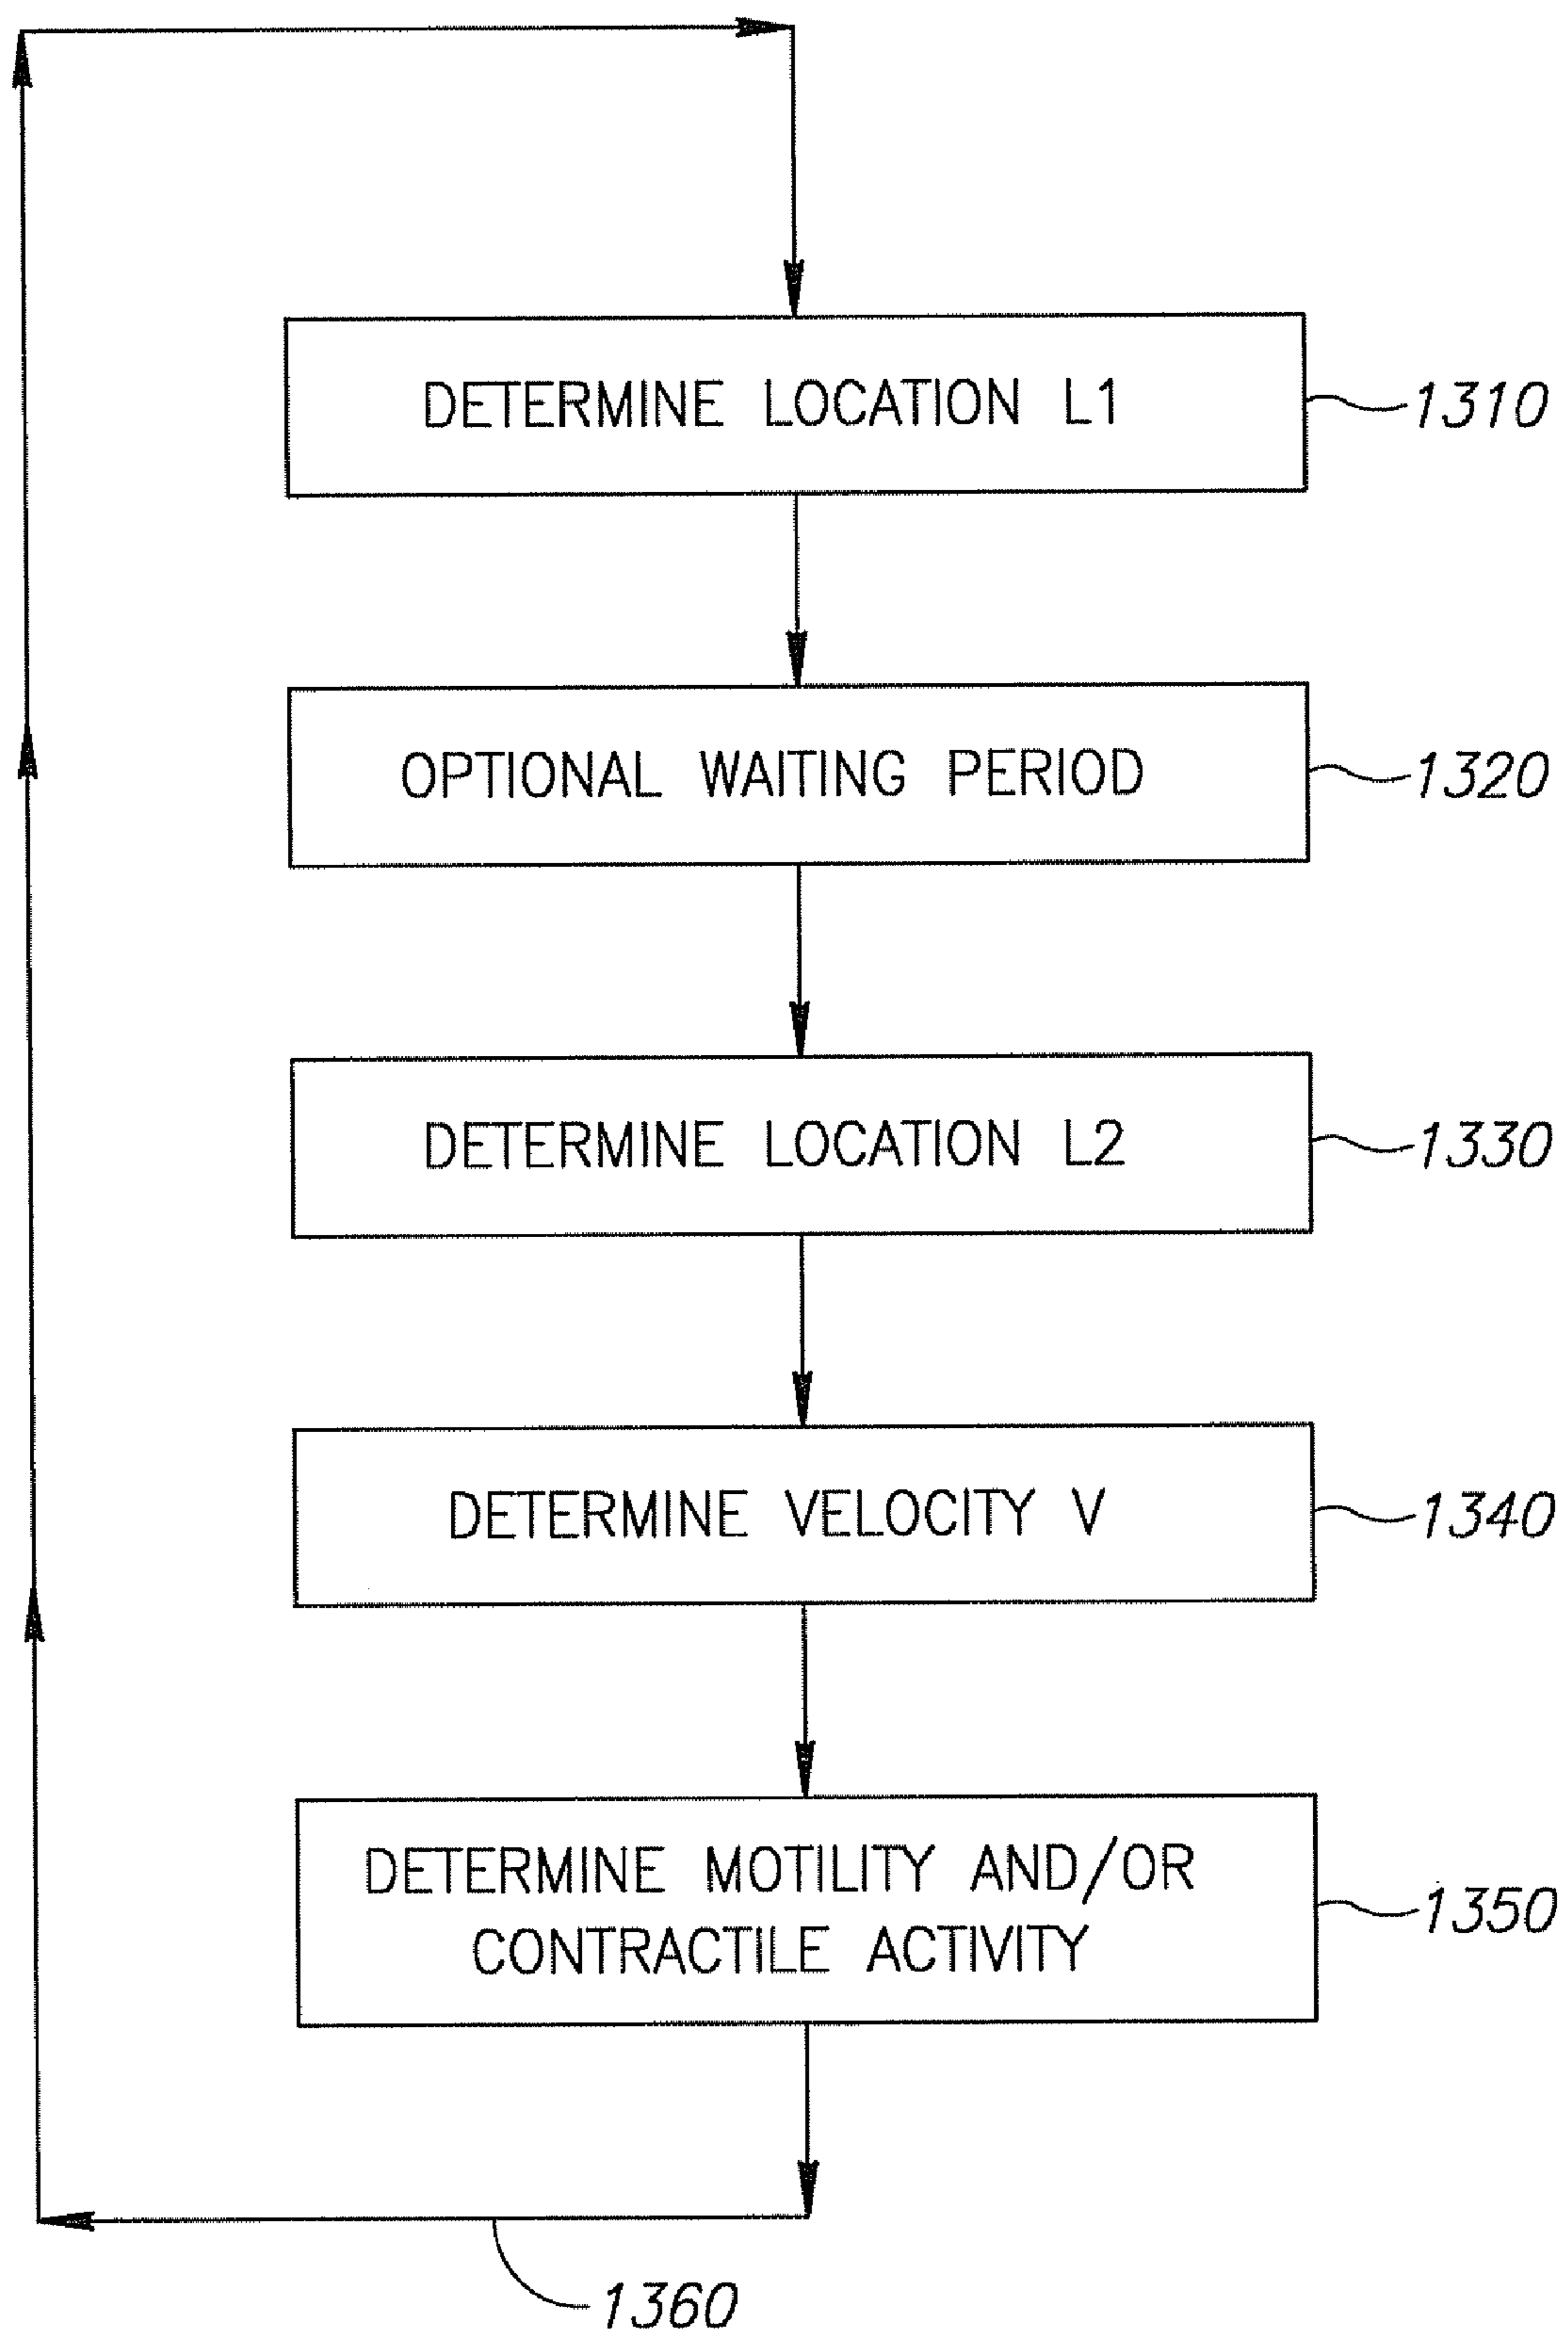 DETERMINE LOCATION L1
1310
OPTIONAL WAITING PERIOD
1320
DETERMINE LOCATION L2
1330
DETERMINE VELOCITY V
1340
DETERMINE MOTILITY AND/OR
CONTRACTILE ACTIVITY
1350
1360